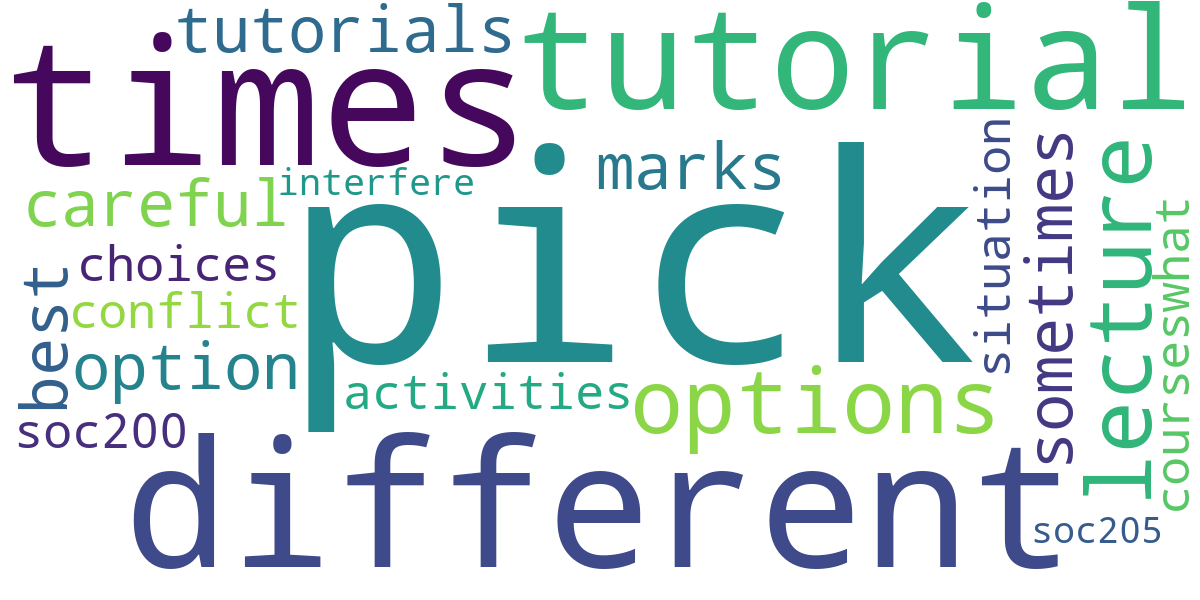 tutorials
tutorial
times
marks
interfere
careful
pick
choices
conflict
best
option
activities
options
situation
sometimes
lecture
courseswhat
soc200
different
soc205